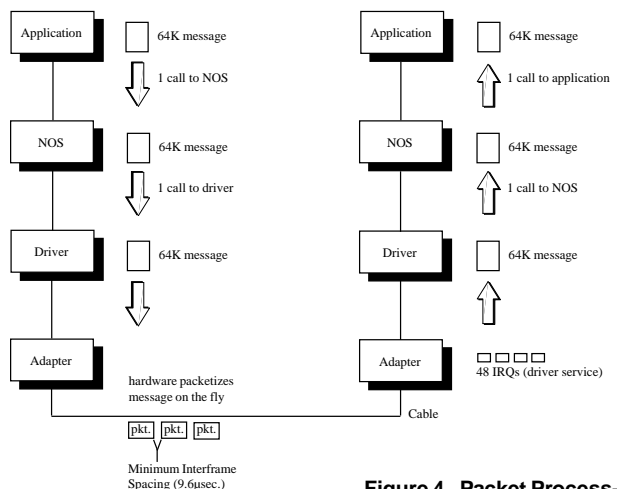 Application
64K message
1 call to NOS
NOS
64K message
1 call to driver
Driver
64K message
Adapter
hardware packetizes
message on the fly
pkt. pkt. pkt.
Minimum Interframe
Spacing (9.6µsec.)
Cable
Application
64K message
1 call to application
NOS
64K message
1 call to NOS
Driver
64K message
Adapter
48 IRQs (driver service)
Figure 4. Packet Process-